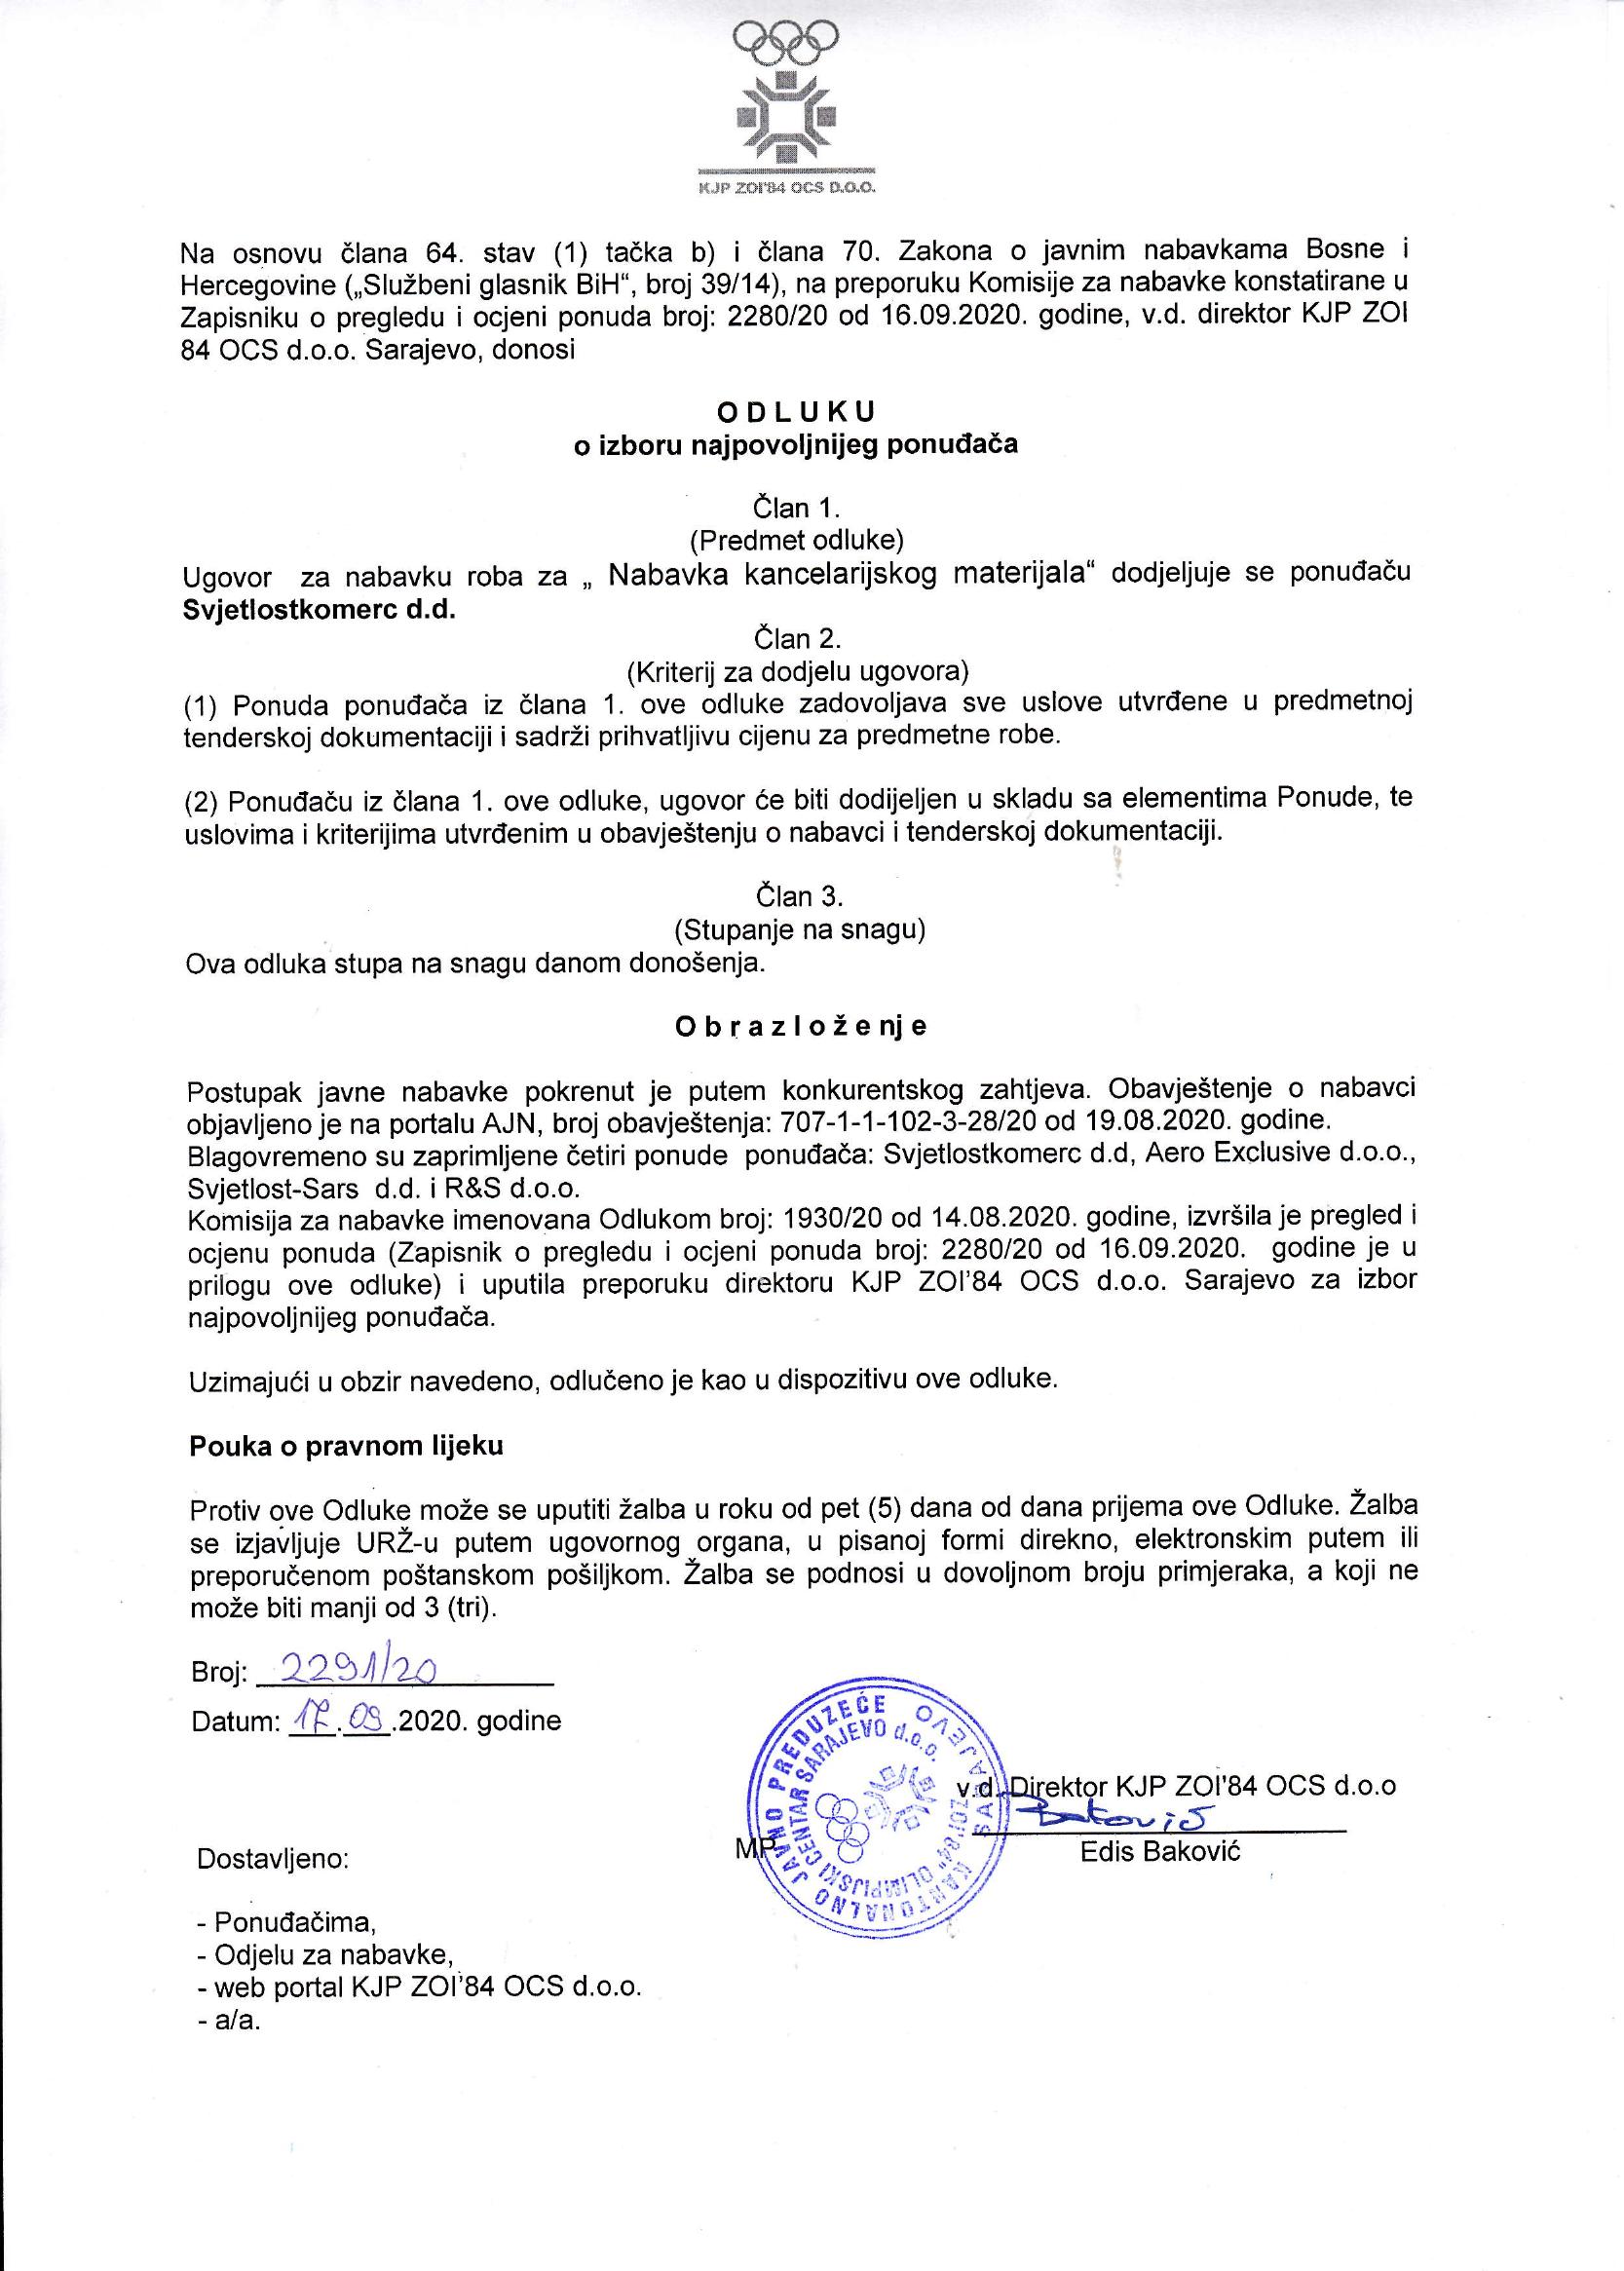 KJP ZOI'84 OCS D.O.O.
Na osnovu člana 64. stav (1) tačka b) i člana 70. Zakona o javnim nabavkama Bosne i
Hercegovine („Službeni glasnik BiH“, broj 39/14), na preporuku Komisije za nabavke konstatirane u
Zapisniku o pregledu i ocjeni ponuda broj: 2280/20 od 16.09.2020. godine, v.d. direktor KJP ZOI
84 OCS d.o.o. Sarajevo, donosi
O D L U K U
o izboru najpovoljnijeg ponuđača
Član 1.
(Predmet odluke)
Ugovor za nabavku roba za „ Nabavka kancelarijskog materijala“ dodjeljuje se ponuđaču
Svjetlostkomerc d.d.
Član 2.
(Kriterij za dodjelu ugovora)
(1) Ponuda ponuđača iz člana 1. ove odluke zadovoljava sve uslove utvrđene u predmetnoj
tenderskoj dokumentaciji i sadrži prihvatljivu cijenu za predmetne robe.
(2) Ponuđaču iz člana 1. ove odluke, ugovor će biti dodijeljen u skladu sa elementima Ponude, te
uslovima i kriterijima utvrđenim u obavještenju o nabavci i tenderskoj dokumentaciji.
Član 3.
(Stupanje na snagu)
Ova odluka stupa na snagu danom donošenja.
O b r a z l o ž e nj e
Postupak javne nabavke pokrenut je putem konkurentskog zahtjeva. Obavještenje o nabavci
objavljeno je na portalu AJN, broj obavještenja: 707-1-1-102-3-28/20 od 19.08.2020. godine.
Blagovremeno su zaprimljene četiri ponude ponuđača: Svjetlostkomerc d.d, Aero Exclusive d.o.o.,
Svjetlost-Sars d.d. i R&S d.o.o.
Komisija za nabavke imenovana Odlukom broj: 1930/20 od 14.08.2020. godine, izvršila je pregled i
ocjenu ponuda (Zapisnik o pregledu i ocjeni ponuda broj: 2280/20 od 16.09.2020. godine je u
prilogu ove odluke) i uputila preporuku direktoru KJP ZOI’84 OCS d.o.o. Sarajevo za izbor
najpovoljnijeg ponuđača.
Uzimajući u obzir navedeno, odlučeno je kao u dispozitivu ove odluke.
Pouka o pravnom lijeku
Protiv ove Odluke može se uputiti žalba u roku od pet (5) dana od dana prijema ove Odluke. Žalba
se izjavljuje URŽ-u putem ugovornog organa, u pisanoj formi direkno, elektronskim putem ili
preporučenom poštanskom pošiljkom. Žalba se podnosi u dovoljnom broju primjeraka, a koji ne
može biti manji od 3 (tri).
Broj: 2291/20
Datum: 17.09.2020. godine
KANTONALNO JAVNO PREDUZEĆE SARAJEVO
ZOI'84" OLIMPIJSKI CENTAR SARAJEVO d.o.o.
v.d. Direktor KJP ZOI'84 OCS d.o.o
Baković
MP
Edis Baković
Dostavljeno:
- Ponuđačima,
- Odjelu za nabavke,
- web portal KJP ZOI’84 OCS d.o.o.
- a/a.